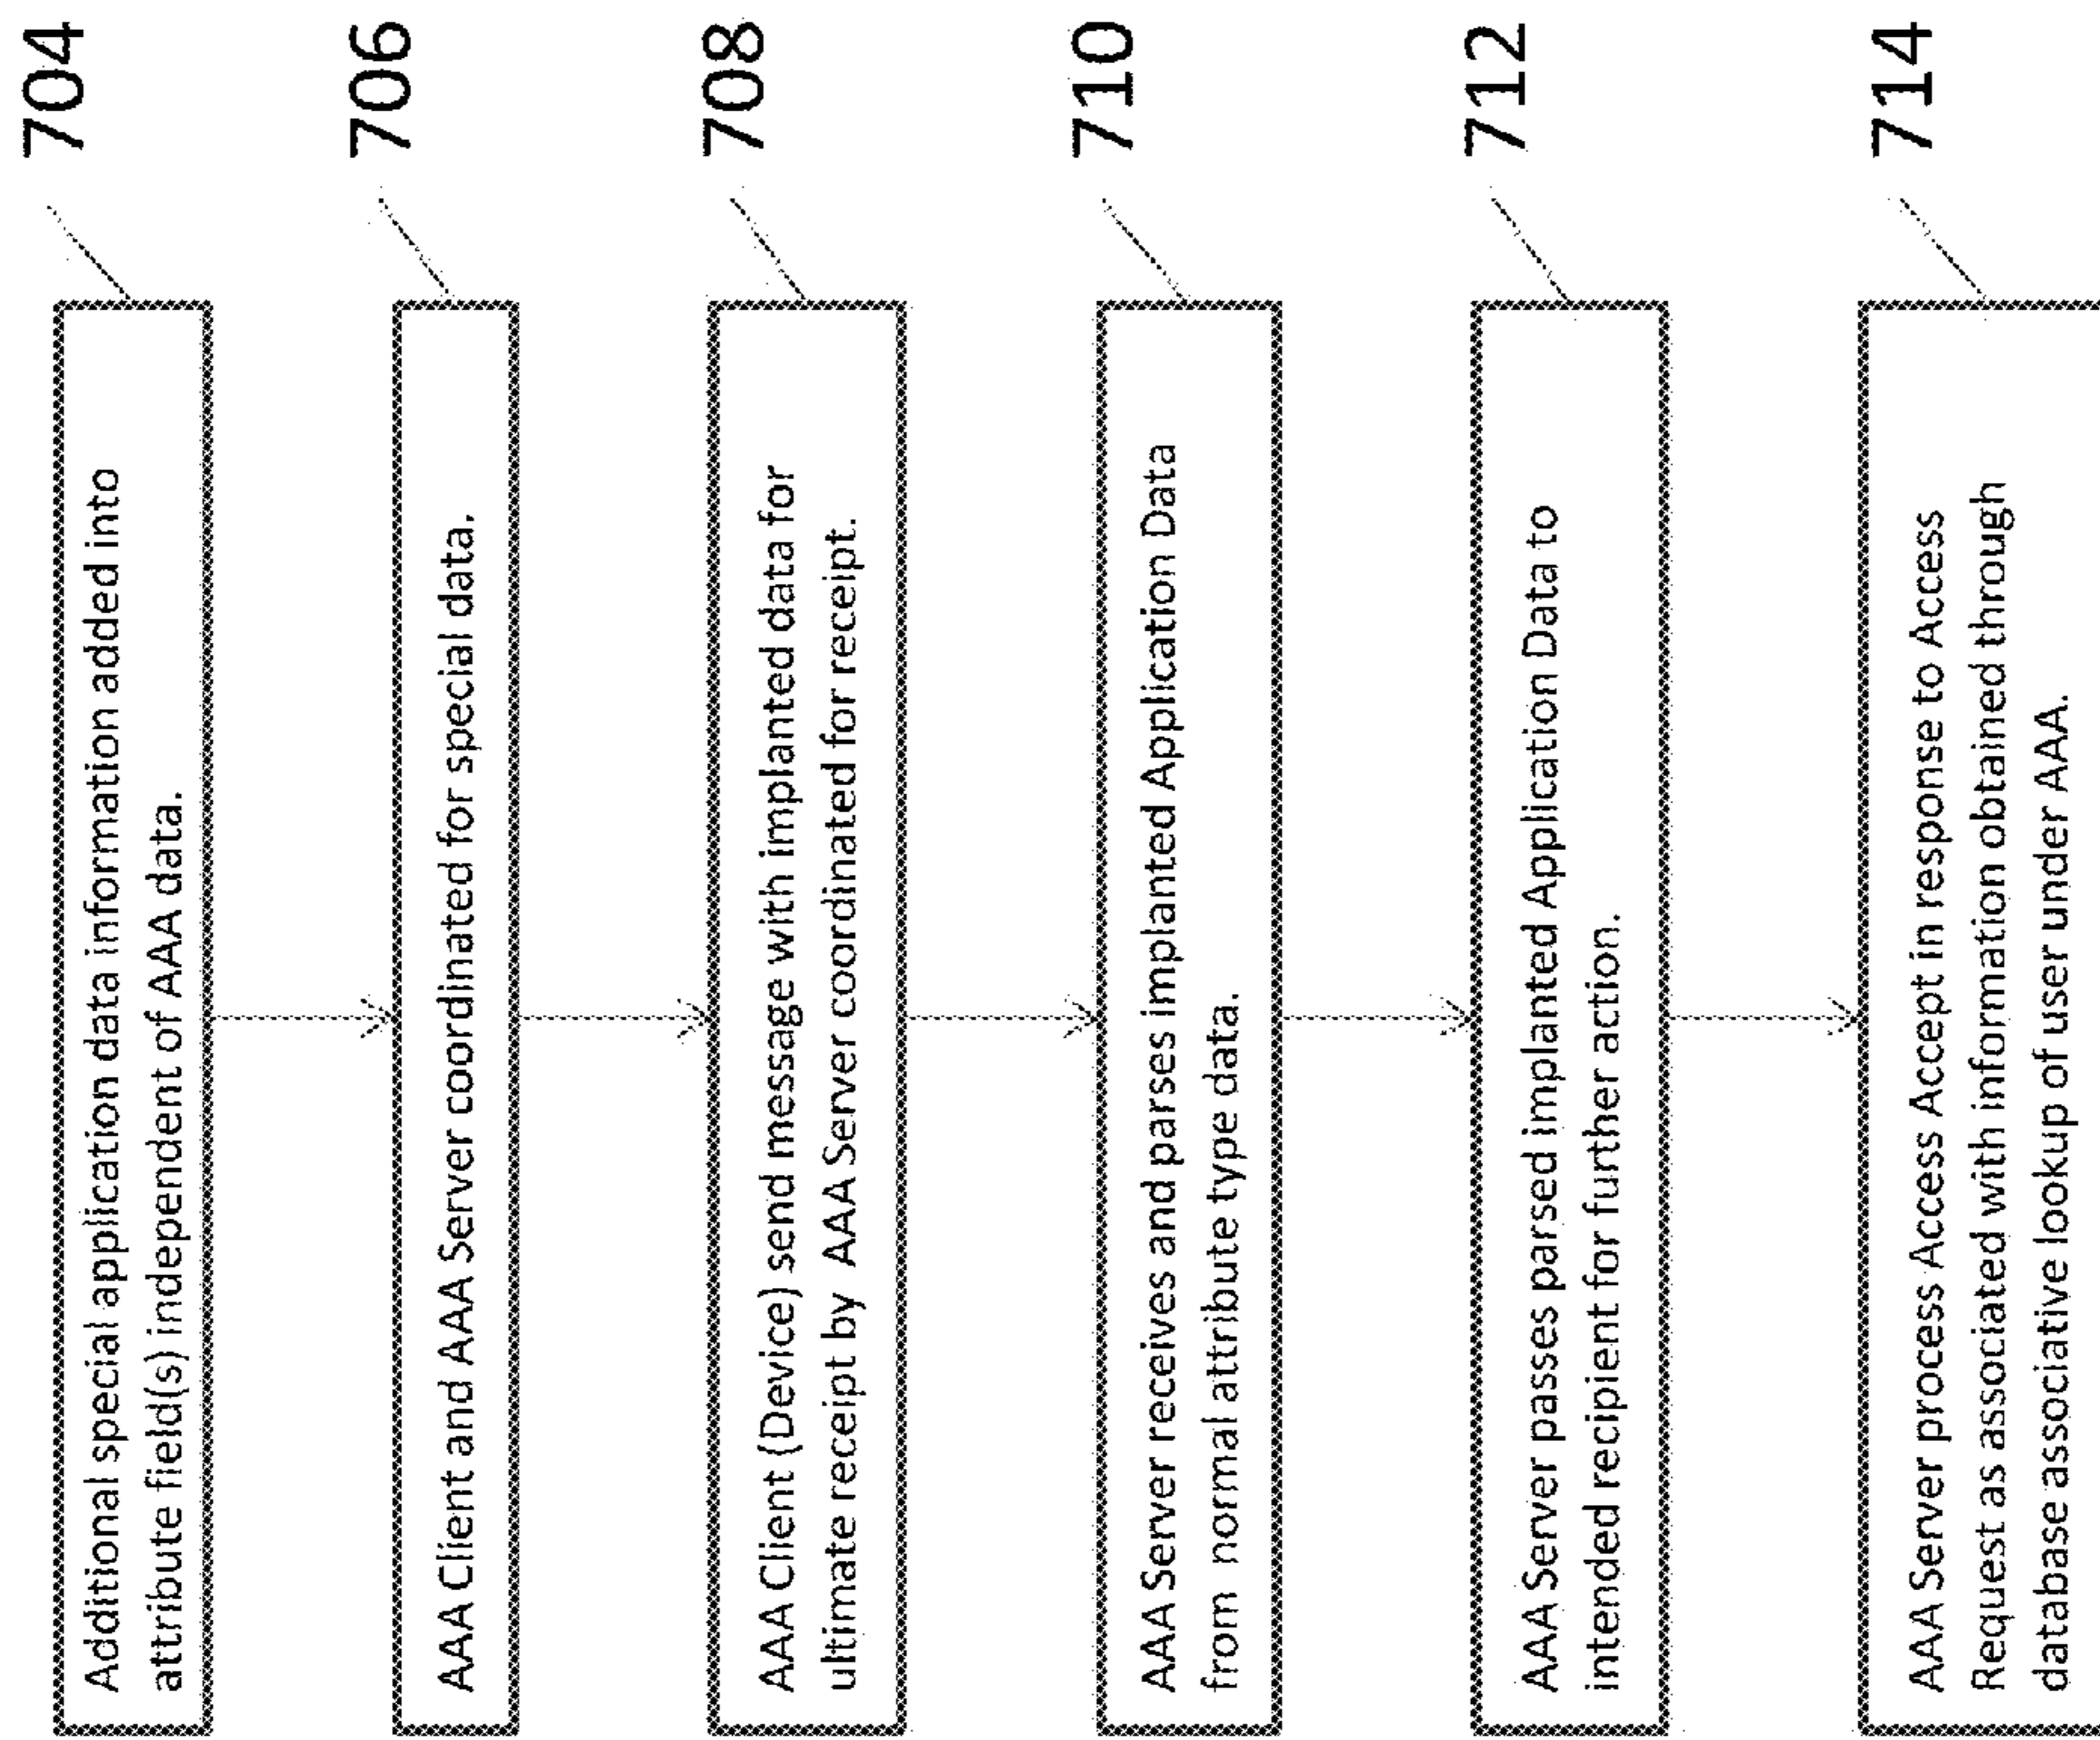 704
Additional special application data information added into
attribute field(s) independent of AAA data.
706
AAA Client and AAA Server coordinated for special data.
708
AAA Client (Device) send message with implanted data for
ultimate receipt by AAA Server coordinated for receipt.
710
AAA Server receives and parses implanted Application Data
from normal attribute type data.
712
AAA Server passes parsed implanted Application Data to
intended recipient for further action.
714
AAA Server process Access Accept in response to Access
Request as associated with information obtained through
database associative lookup of user under AAA.